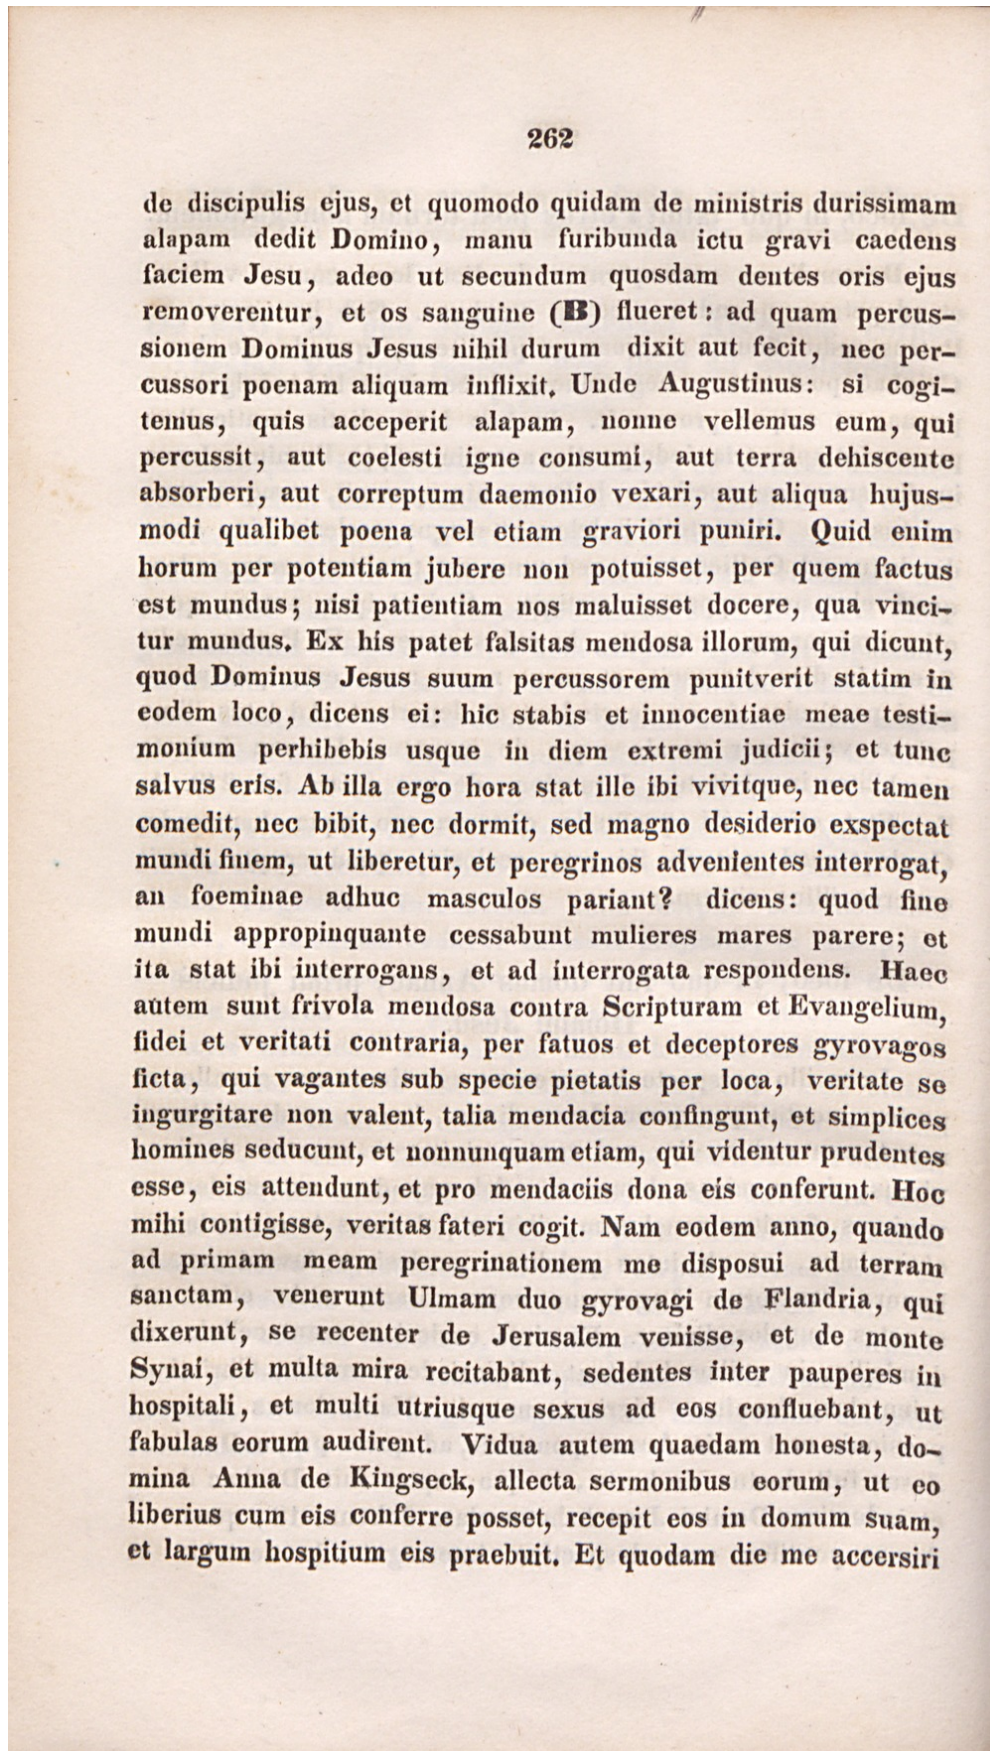 262
de discipulis ejus, et quomodo quidam de ministris durissimam
alapam dedit Domino, manu furibunda ictu gravi caedens
faciem Jesu, adeo ut secundum quosdam dentes oris ejus
removerentur, et os sanguine (B) flueret: ad quam percus-
sionem Dominus Jesus nihil durum dixit aut fecit, nec per-
cussori poenam aliquam inflixit. Unde Augustinus: si cogi-
temus, quis acceperit alapam, nonne vellemus eum, qui
percussit, aut coelesti igne consumi, aut terra dehiscente
absorberi, aut correptum daemonio vexari, aut aliqua hujus-
modi qualibet poena vel etiam graviori puniri. Quid enim
horum per potentiam jubere non potuisset, per quem factus
est mundus; nisi patientiam nos maluisset docere, qua vinci-
tur mundus. Ex his patet falsitas mendosa illorum, qui dicunt,
quod Dominus Jesus suum percussorem punitverit statim in
eodem loco, dicens ei: hic stabis et innocentiae meae testi-
monium perhibebis usque in diem extremi judicii; et tunc
salvus eris. Ab illa ergo hora stat ille ibi vivitque, nec tamen
comedit, nec bibit, nec dormit, sed magno desiderio exspectat
mundi finem, ut liberetur, et peregrinos advenientes interrogat,
an foeminae adhuc masculos pariant? dicens: quod fine
mundi appropinquante cessabunt mulieres mares parere; et
ita stat ibi interrogans, et ad interrogata respondens. Haec
autem sunt frivola mendosa contra Scripturam et Evangelium,
fidei et veritati contraria, per fatuos et deceptores gyrovagos
ficta, qui vagantes sub specie pietatis per loca, veritate se
ingurgitare non valent, talia mendacia confingunt, et simplices
homines seducunt, et nonnunquam etiam, qui videntur prudentes
esse, eis attendunt, et pro mendaciis dona eis conferunt. Hoc
mihi contigisse, veritas fateri cogit. Nam eodem anno, quando
ad primam meam peregrinationem me disposui ad terram
sanctam, venerunt Ulmam duo gyrovagi de Flandria, qui
dixerunt, se recenter de Jerusalem venisse, et de monte
Synai, et multa mira recitabant, sedentes inter pauperes in
hospitali, et multi utriusque sexus ad eos confluebant, ut
fabulas eorum audirent. Vidua autem quaedam honesta, do-
mina Anna de Kingseck, allecta sermonibus eorum, ut eo
liberius cum eis conferre posset, recepit eos in domum suam,
et largum hospitium eis praebuit. Et quodam die me accersiri